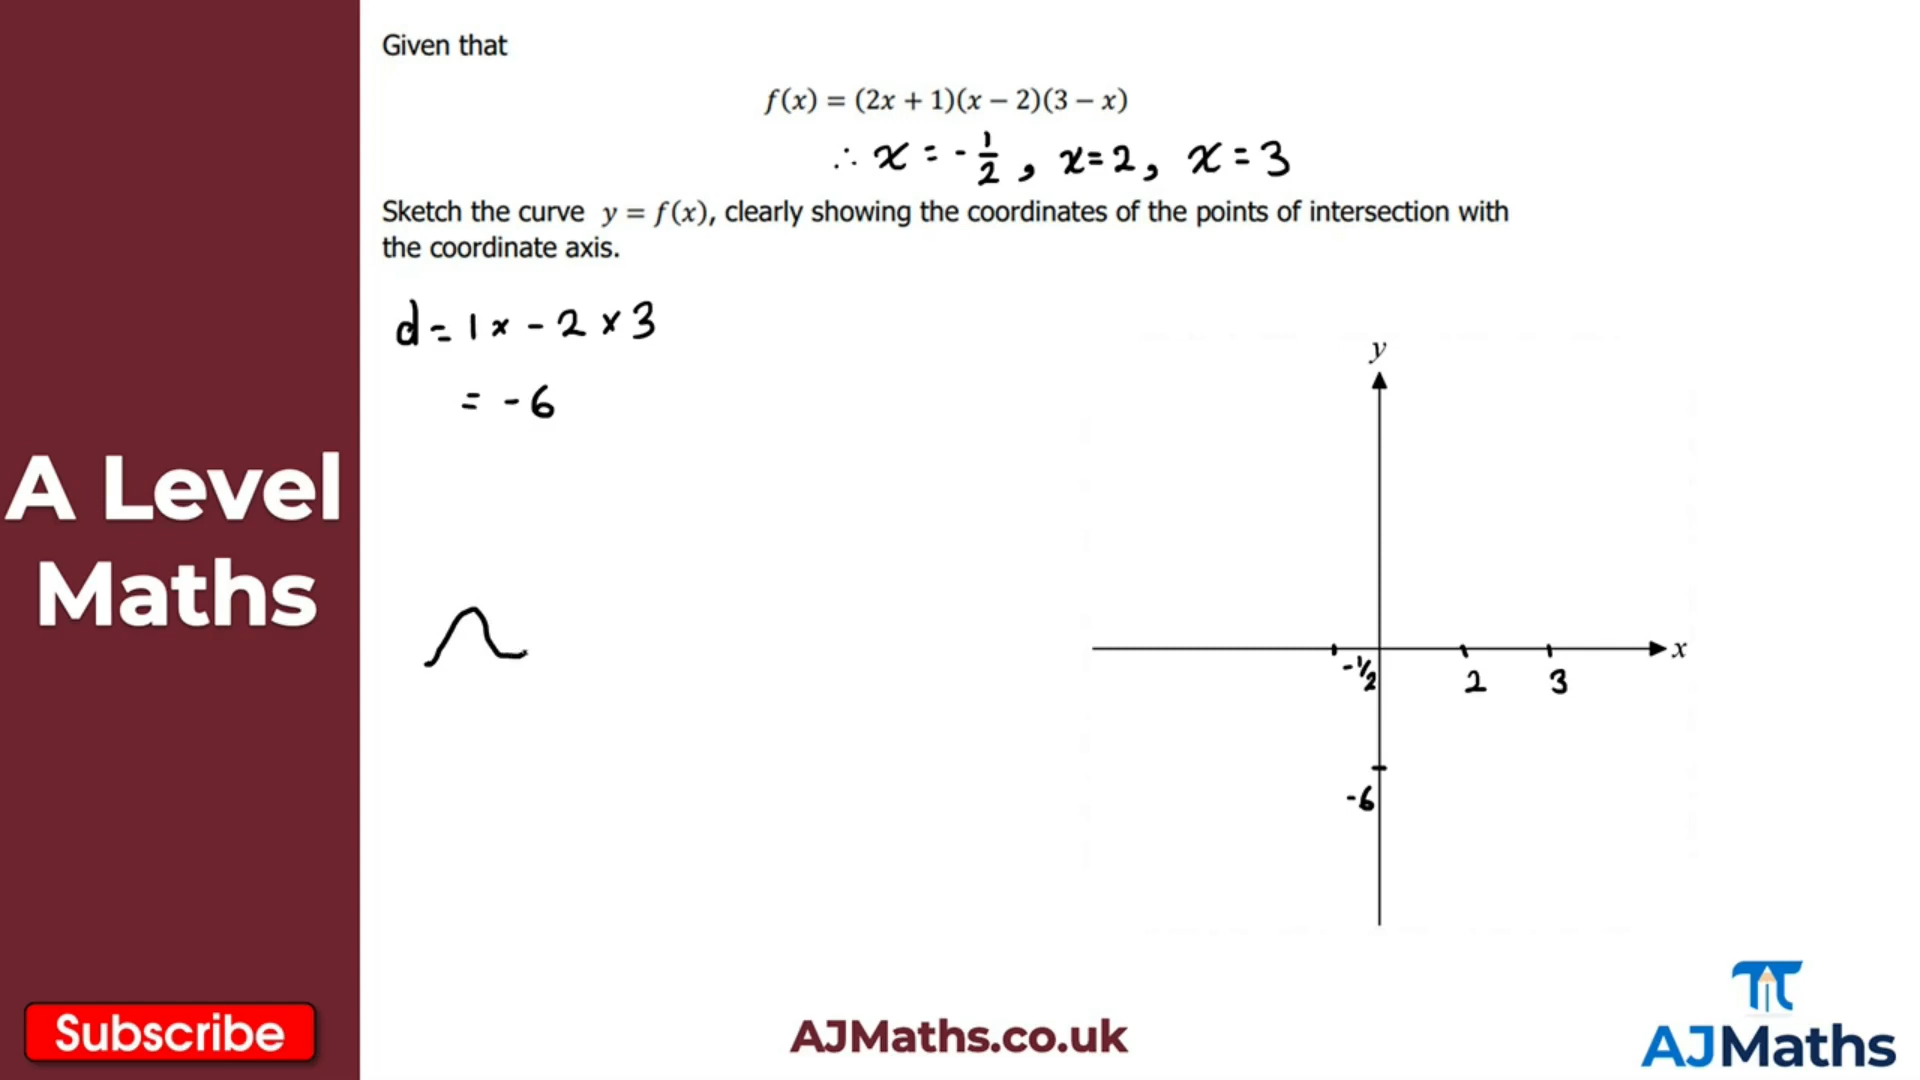 Given that
f(x) = (2x + 1)(x − 2)(3 − x)
∴ x = -1/2 , x=2, x = 3
Sketch the curve y = f(x), clearly showing the coordinates of the points of intersection with
the coordinate axis.
d = 1 x - 2 x 3
= - 6
y
x
-1/2 2 3
-6
A Level
Maths
Subscribe
AJMaths.co.uk
AJMaths